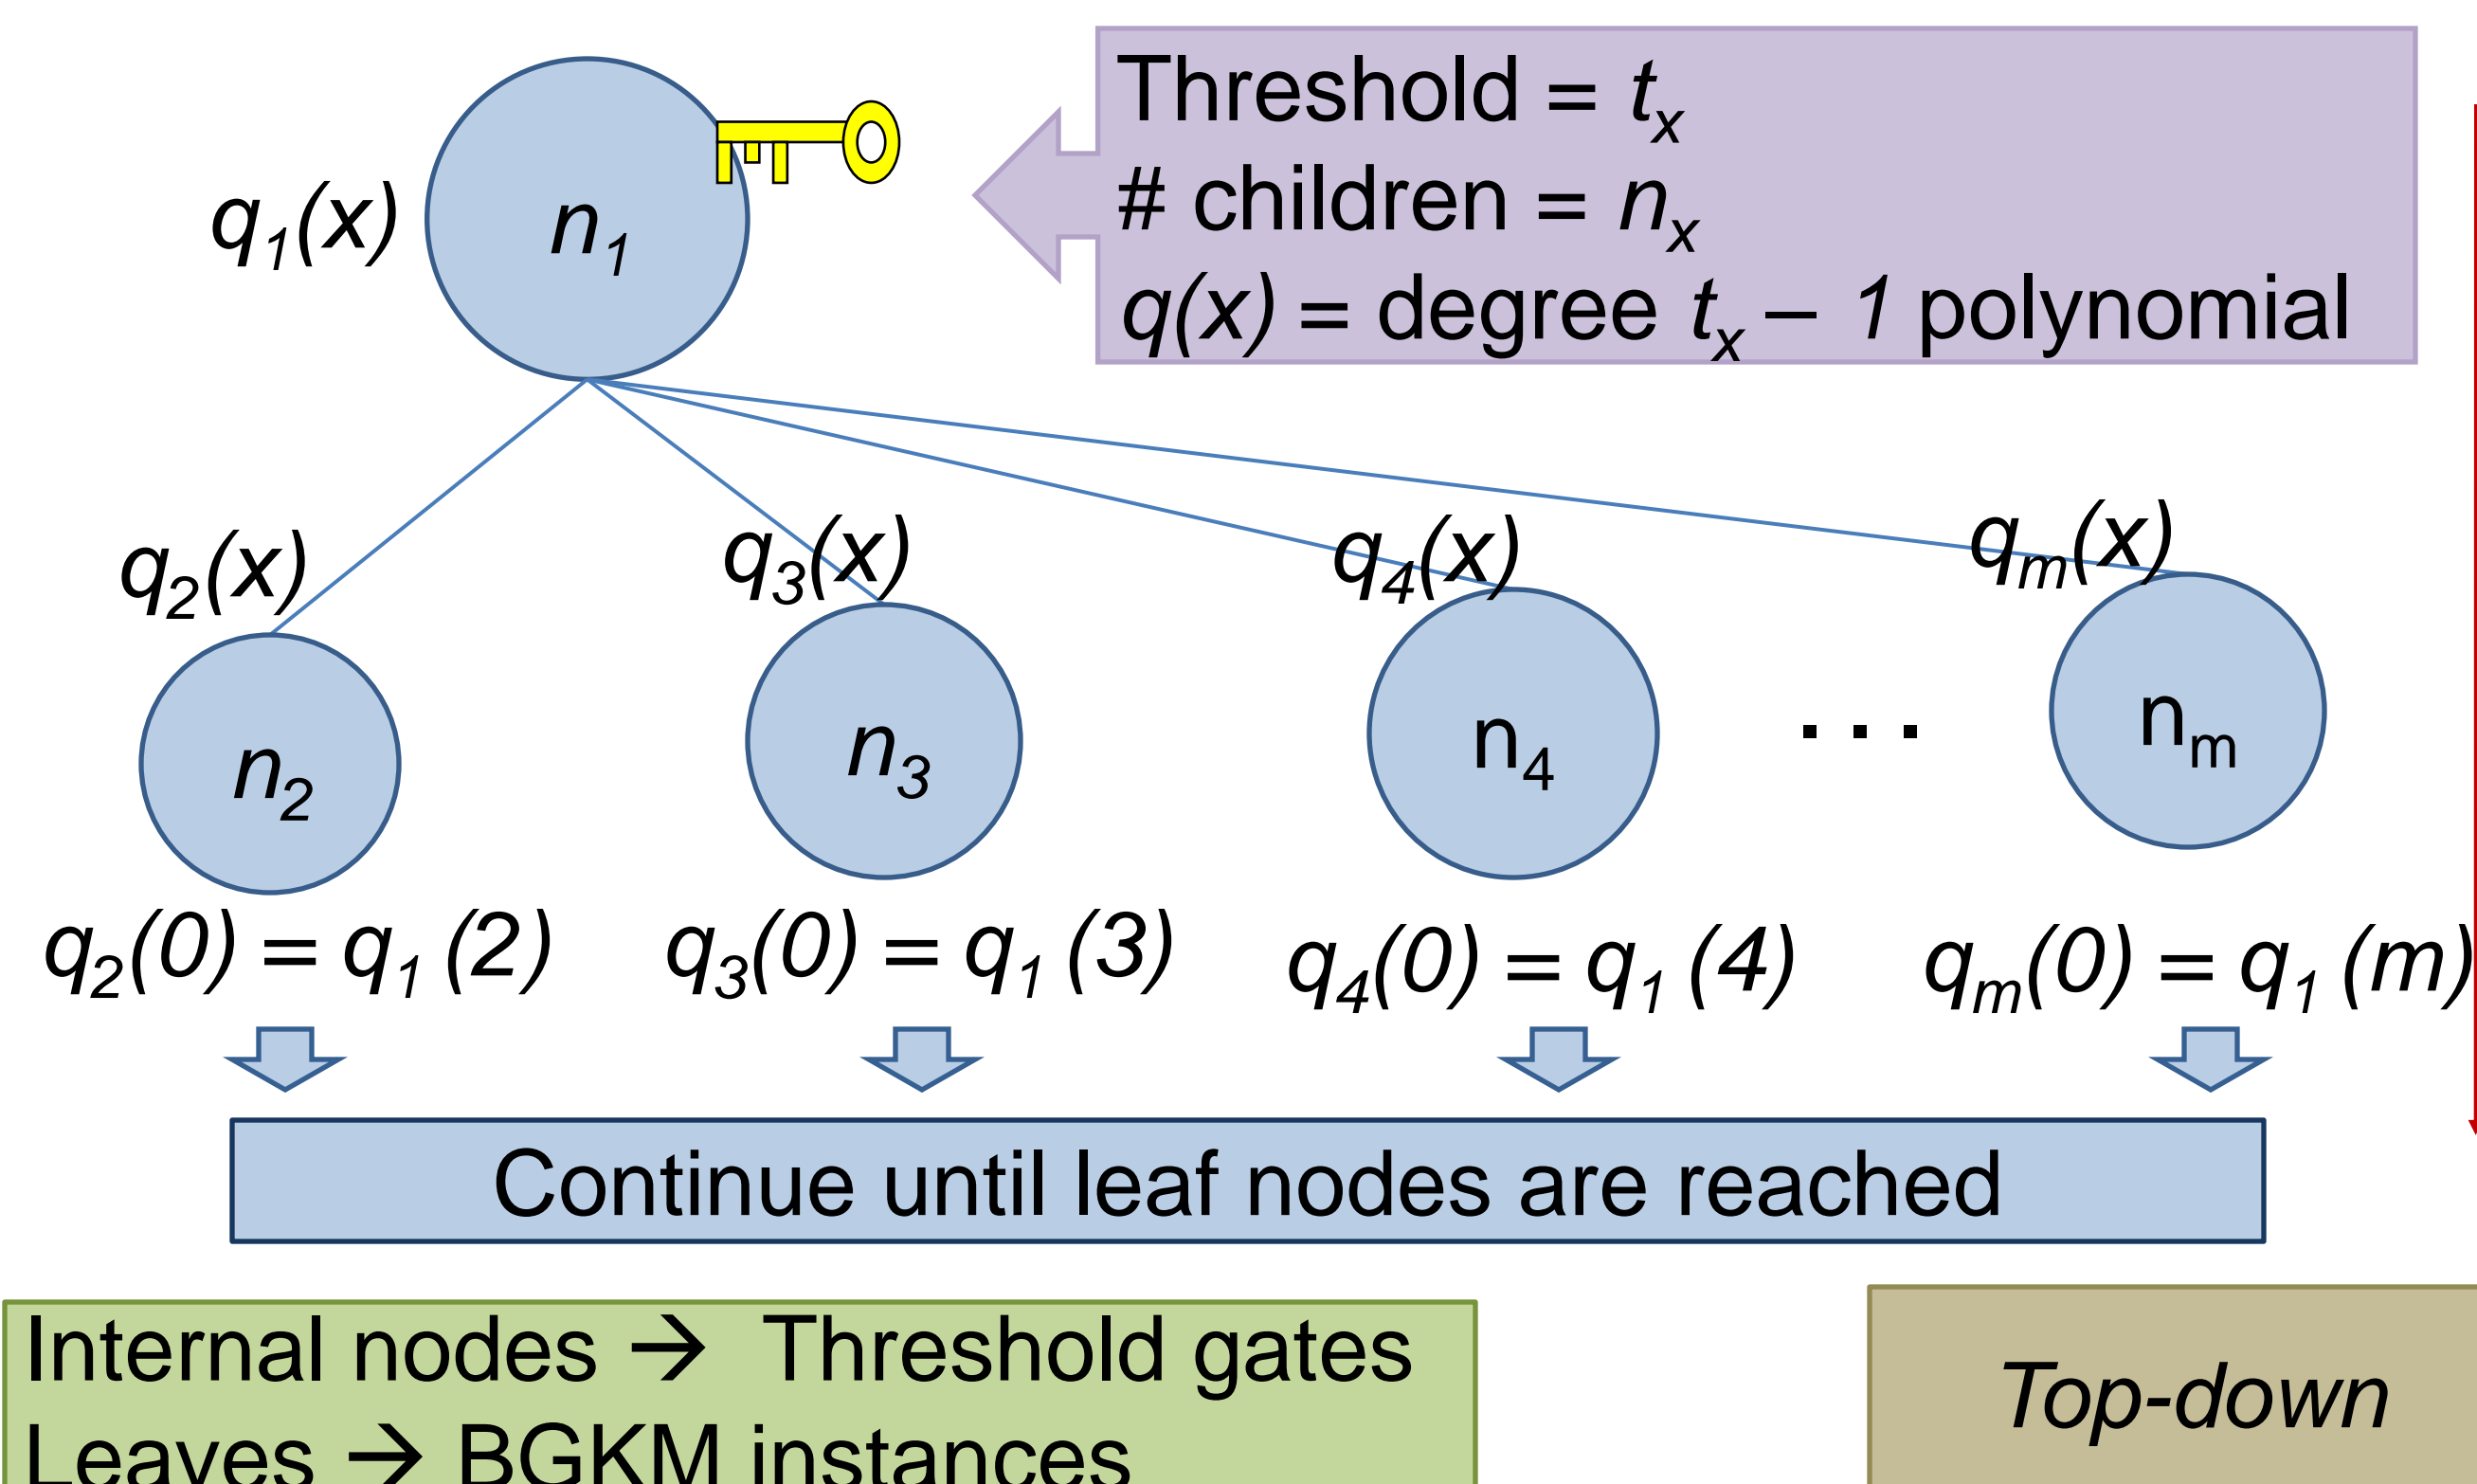 Threshold = tₓ
# children = nₓ
q(x) = degree tₓ – 1 polynomial
q₁(x)
n₁
q₂(x)
q₃(x)
q₄(x)
qₘ(x)
n₂
n₃
n₄
. . .
nₘ
q₂(0) = q₁ (2)
q₃(0) = q₁ (3)
q₄(0) = q₁ (4)
qₘ(0) = q₁ (m)
Continue until leaf nodes are reached
Internal nodes → Threshold gates
Leaves → BGKM instances
Top-down